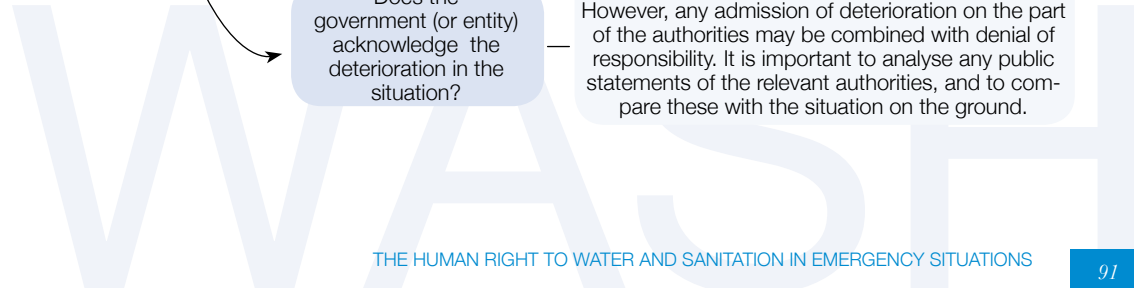 Does the
government (or entity)
acknowledge the
deterioration in the
situation?
However, any admission of deterioration on the part
of the authorities may be combined with denial of
responsibility. It is important to analyse any public
statements of the relevant authorities, and to com-
pare these with the situation on the ground.
WASH
THE HUMAN RIGHT TO WATER AND SANITATION IN EMERGENCY SITUATIONS
91